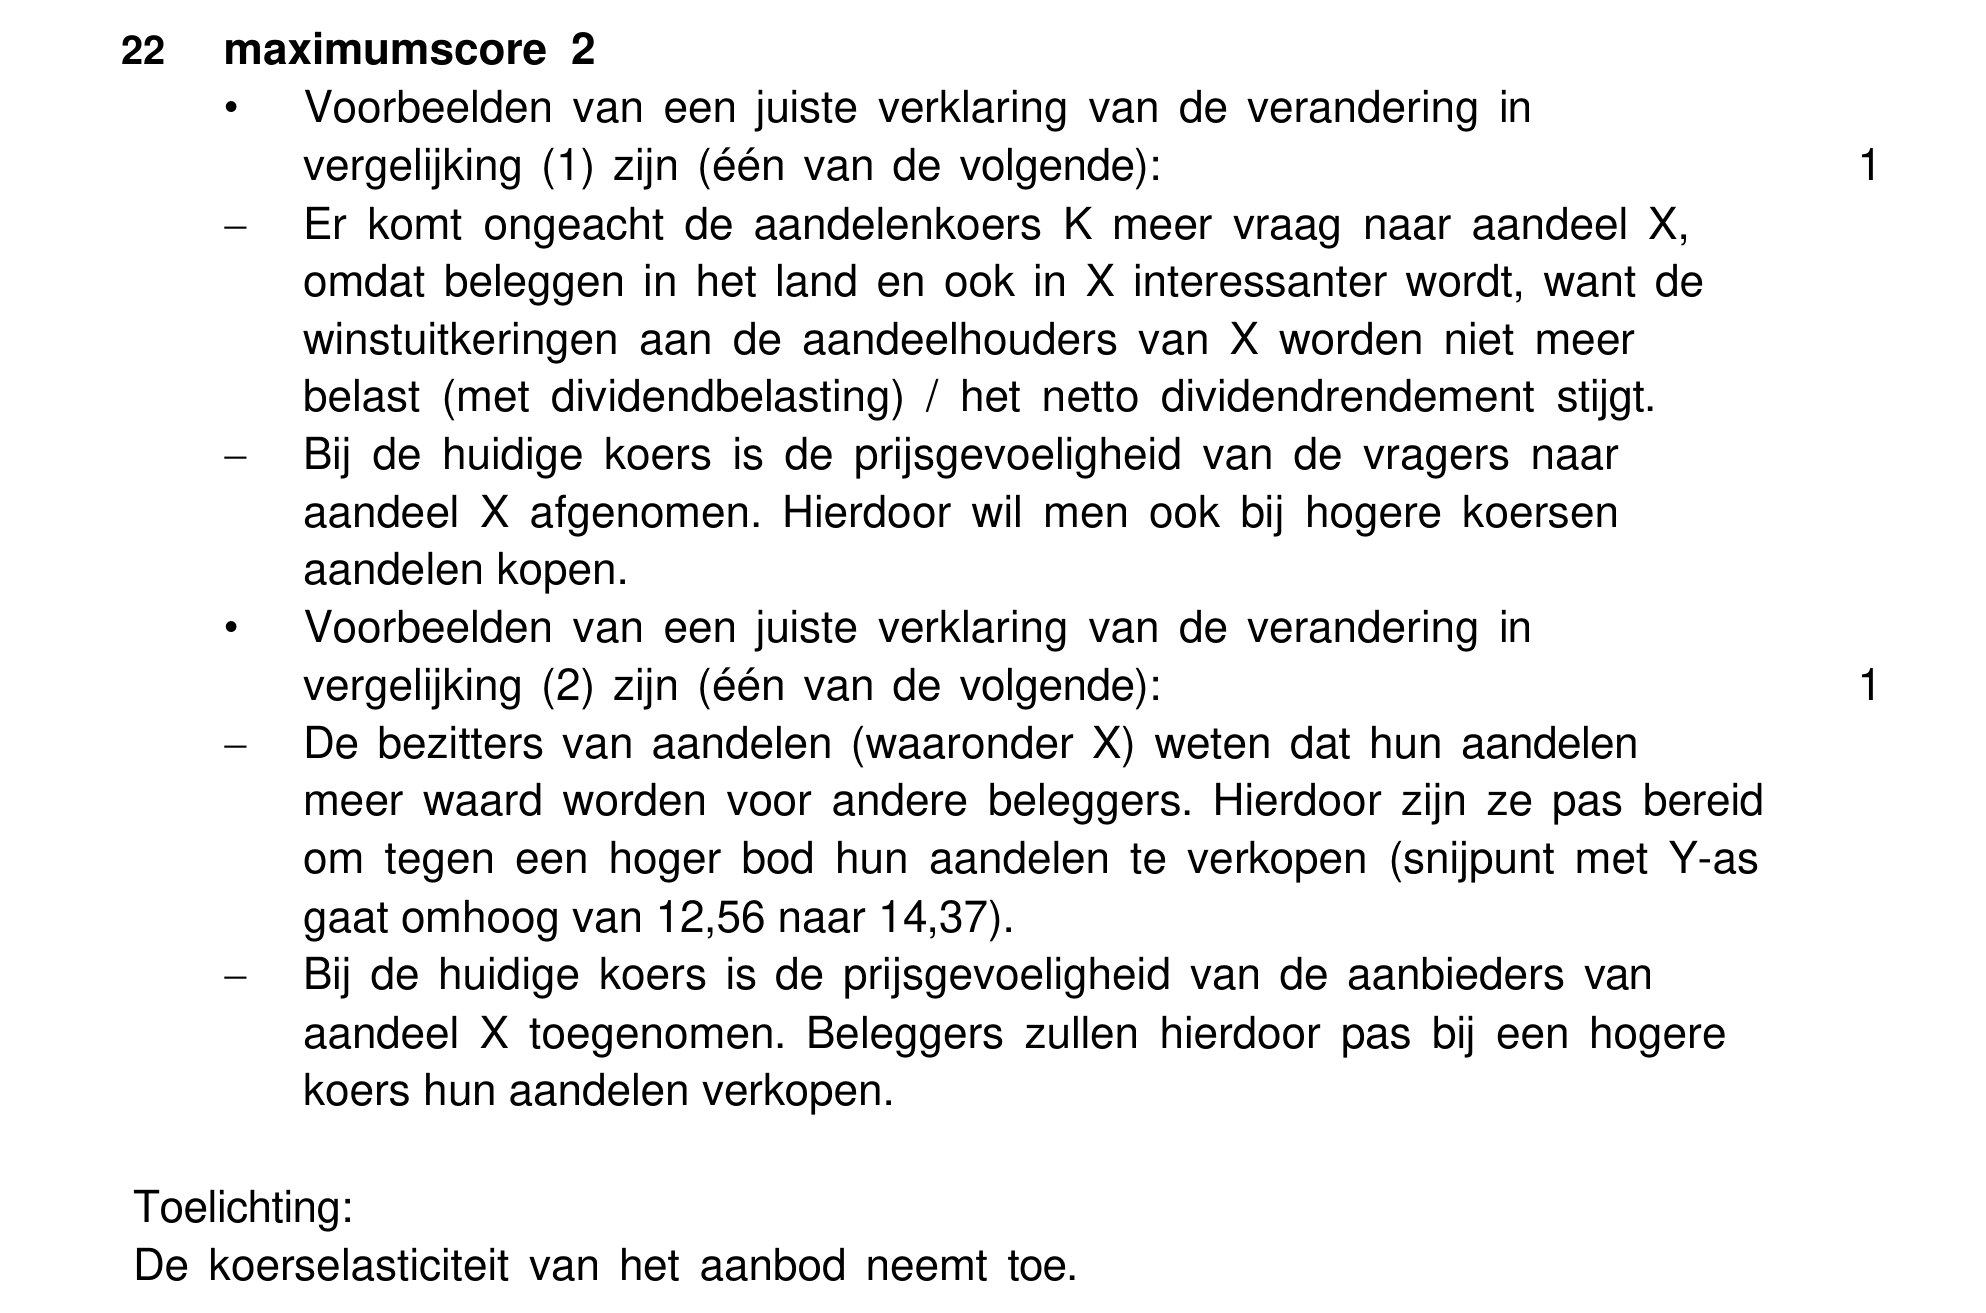 22 maximumscore 2
• Voorbeelden van een juiste verklaring van de verandering in
vergelijking (1) zijn (één van de volgende): 1
− Er komt ongeacht de aandelenkoers K meer vraag naar aandeel X,
omdat beleggen in het land en ook in X interessanter wordt, want de
winstuitkeringen aan de aandeelhouders van X worden niet meer
belast (met dividendbelasting) / het netto dividendrendement stijgt.
− Bij de huidige koers is de prijsgevoeligheid van de vragers naar
aandeel X afgenomen. Hierdoor wil men ook bij hogere koersen
aandelen kopen.
• Voorbeelden van een juiste verklaring van de verandering in
vergelijking (2) zijn (één van de volgende): 1
− De bezitters van aandelen (waaronder X) weten dat hun aandelen
meer waard worden voor andere beleggers. Hierdoor zijn ze pas bereid
om tegen een hoger bod hun aandelen te verkopen (snijpunt met Y-as
gaat omhoog van 12,56 naar 14,37).
− Bij de huidige koers is de prijsgevoeligheid van de aanbieders van
aandeel X toegenomen. Beleggers zullen hierdoor pas bij een hogere
koers hun aandelen verkopen.
Toelichting:
De koerselasticiteit van het aanbod neemt toe.